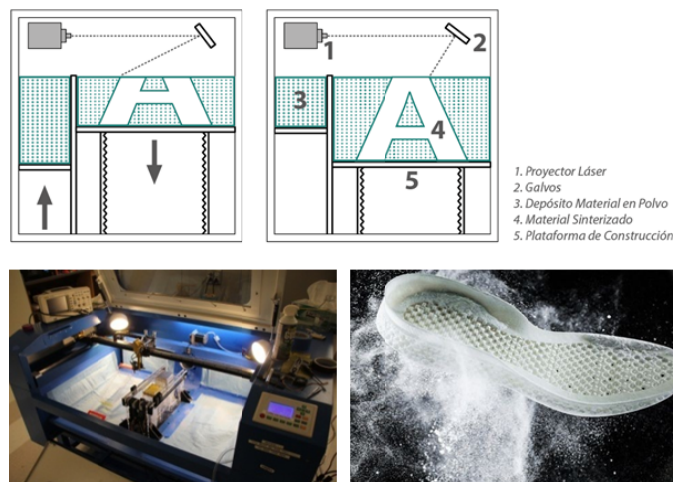 1
2
3
4
5
1. Proyector Láser
2. Galvos
3. Depósito Material en Polvo
4. Material Sinterizado
5. Plataforma de Construcción